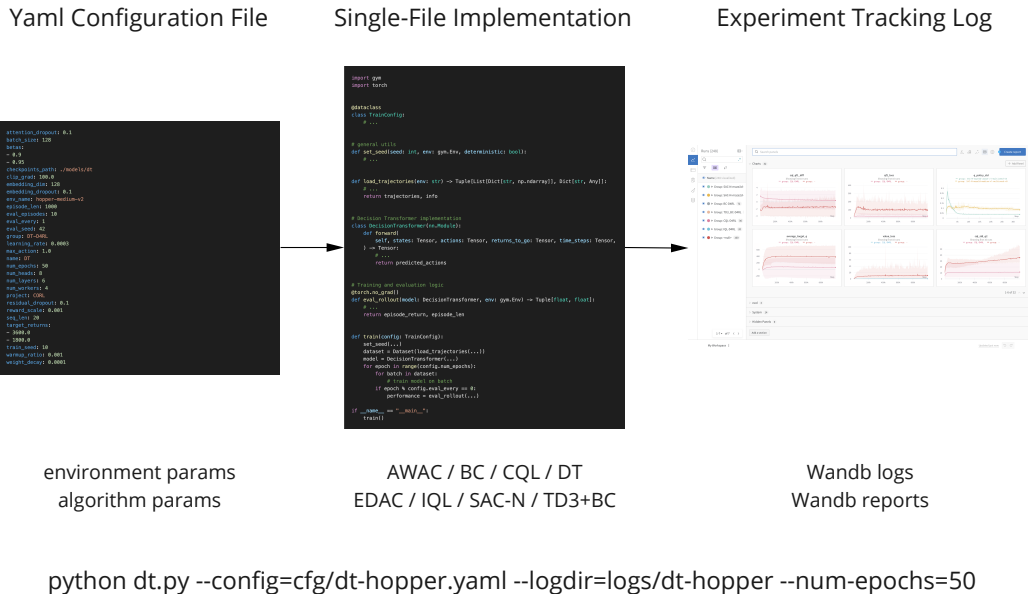 Yaml Configuration File
Single-File Implementation
Experiment Tracking Log
attention_dropout: 0.1
batch_size: 128
betas:
- 0.9
- 0.95
checkpoints_path: ./models/dt
clip_grad: 100.0
embedding_dim: 128
embedding_dropout: 0.1
env_name: hopper-medium-v2
episode_len: 1000
eval_episodes: 10
eval_every: 1
eval_seed: 42
group: DT-D4RL
learning_rate: 0.0003
max_action: 1.0
name: DT
num_epochs: 50
num_heads: 8
num_layers: 6
num_workers: 4
project: CORL
residual_dropout: 0.1
reward_scale: 0.001
seq_len: 20
target_returns:
- 3600.0
- 1800.0
train_seed: 10
warmup_ratio: 0.001
weight_decay: 0.0001
import gym
import torch
@dataclass
class TrainConfig:
# ...
# general utils
def set_seed(seed: int, env: gym.Env, deterministic: bool):
# ...
def load_trajectories(env: str) -> Tuple[List[Dict[str, np.ndarray]], Dict[str, Any]]:
# ...
return trajectories, info
# Decision Transformer implementation
class DecisionTransformer(nn.Module):
def forward(
self, states: Tensor, actions: Tensor, returns_to_go: Tensor, time_steps: Tensor,
) -> Tensor:
# ...
return predicted_actions
# Training and evaluation logic
@torch.no_grad()
def eval_rollout(model: DecisionTransformer, env: gym.Env) -> Tuple[float, float]:
# ...
return episode_return, episode_len
def train(config: TrainConfig):
set_seed(...)
dataset = Dataset(load_trajectories(...))
model = DecisionTransformer(...)
for epoch in range(config.num_epochs):
for batch in dataset:
# train model on batch
if epoch % config.eval_every == 0:
performance = eval_rollout(...)
if __name__ == "__main__":
train()
environment params
algorithm params
AWAC / BC / CQL / DT
EDAC / IQL / SAC-N / TD3+BC
Wandb logs
Wandb reports
python dt.py --config=cfg/dt-hopper.yaml --logdir=logs/dt-hopper --num-epochs=50